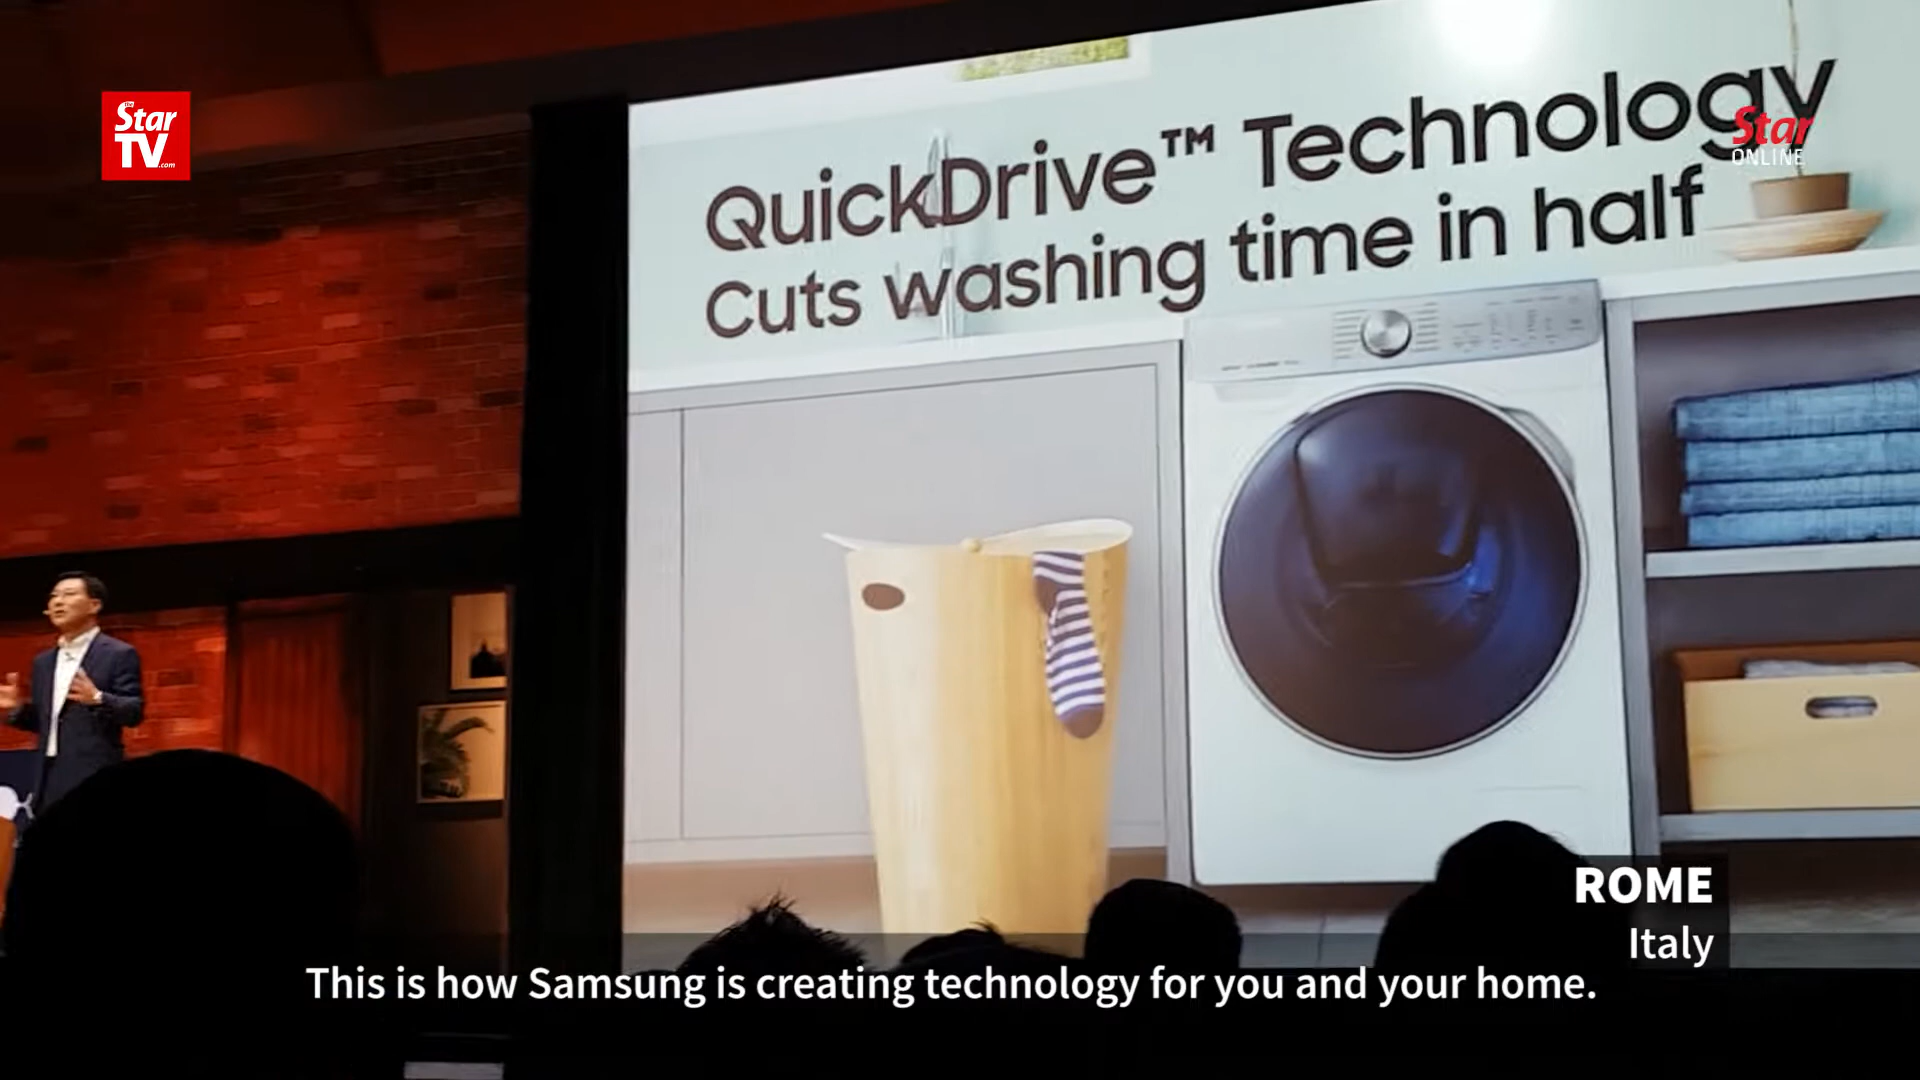 The
Star
TV
.com
QuickDrive™ Technology
Cuts washing time in half
Star
ONLINE
ROME
Italy
This is how Samsung is creating technology for you and your home.